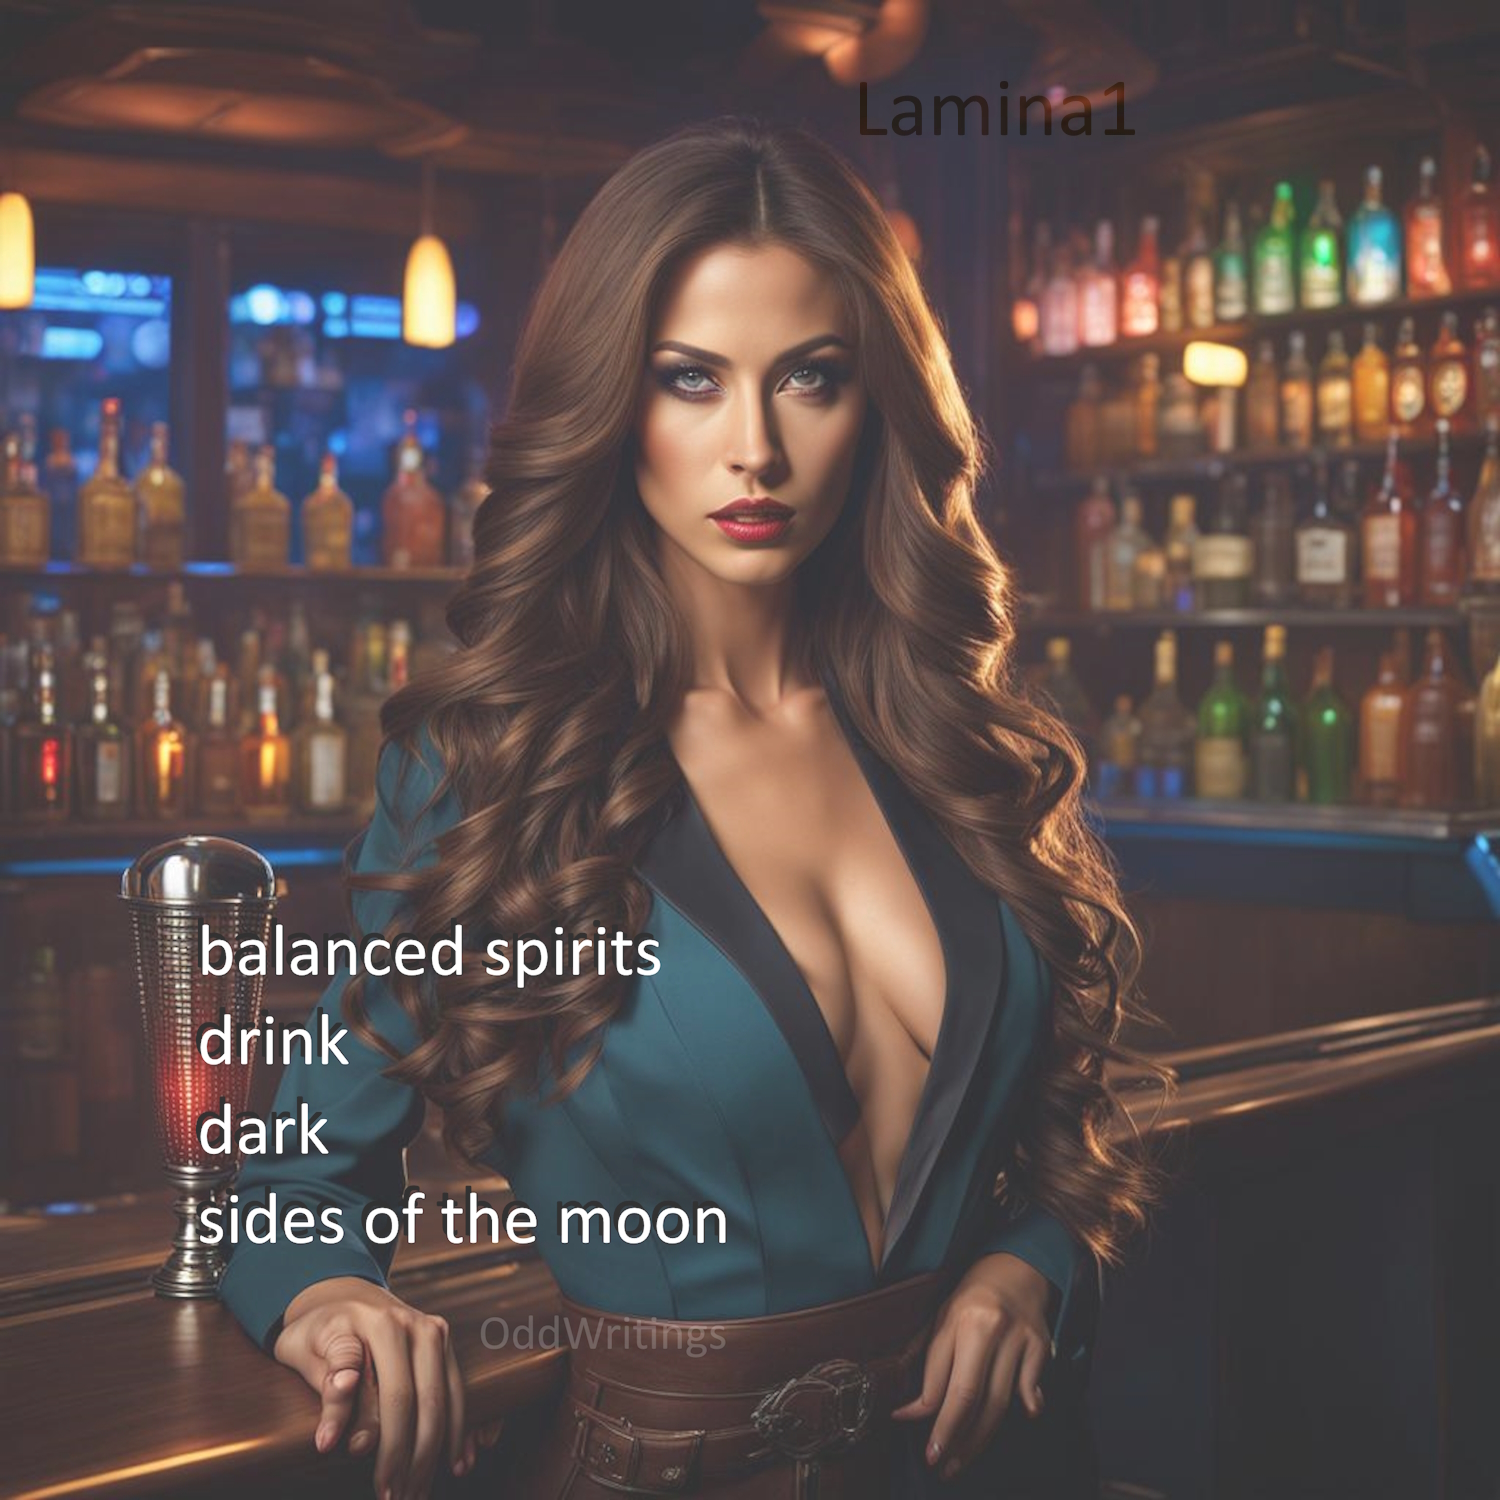 Lamina1
balanced spirits
drink
dark
sides of the moon
OddWritings